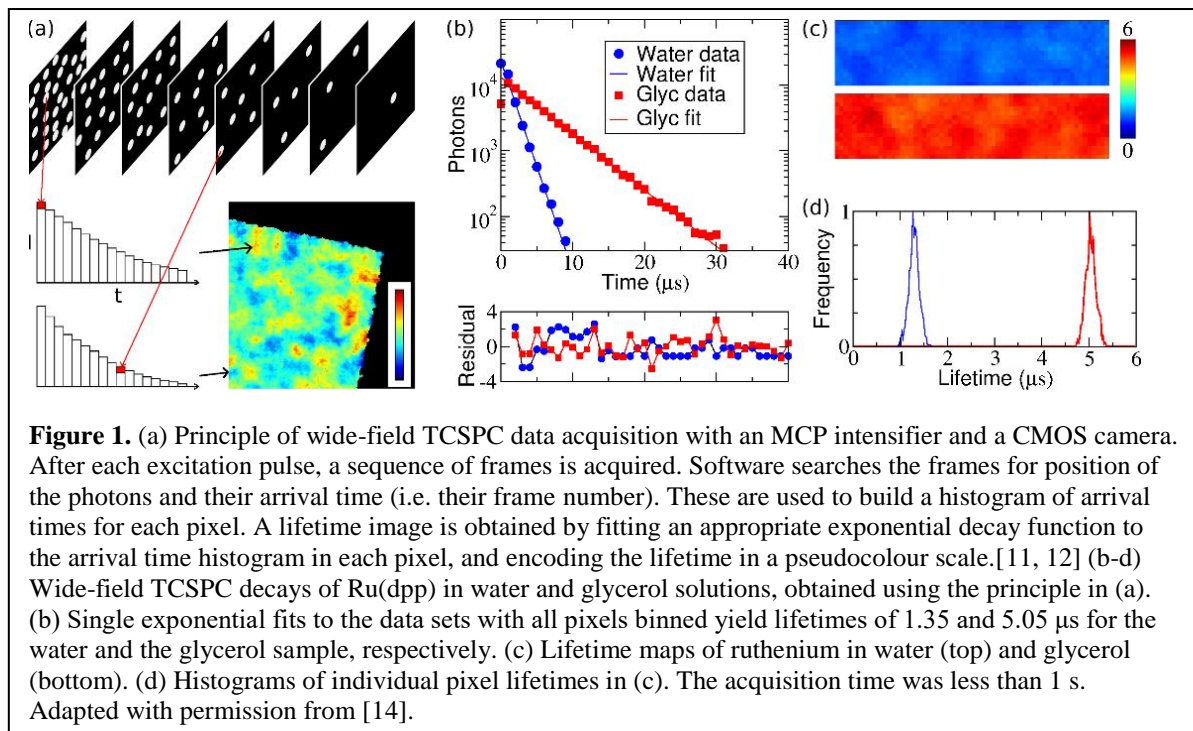 (a)
I
t
(b)
Photons
10^4
10^3
10^2
Water data
Water fit
Glyc data
Glyc fit
0 10 20 30 40
Time (μs)
Residual
4
0
-4
(c)
6
0
(d)
Frequency
1
0
0 1 2 3 4 5 6
Lifetime (μs)
Figure 1. (a) Principle of wide-field TCSPC data acquisition with an MCP intensifier and a CMOS camera.
After each excitation pulse, a sequence of frames is acquired. Software searches the frames for position of
the photons and their arrival time (i.e. their frame number). These are used to build a histogram of arrival
times for each pixel. A lifetime image is obtained by fitting an appropriate exponential decay function to
the arrival time histogram in each pixel, and encoding the lifetime in a pseudocolour scale.[11, 12] (b-d)
Wide-field TCSPC decays of Ru(dpp) in water and glycerol solutions, obtained using the principle in (a).
(b) Single exponential fits to the data sets with all pixels binned yield lifetimes of 1.35 and 5.05 μs for the
water and the glycerol sample, respectively. (c) Lifetime maps of ruthenium in water (top) and glycerol
(bottom). (d) Histograms of individual pixel lifetimes in (c). The acquisition time was less than 1 s.
Adapted with permission from [14].